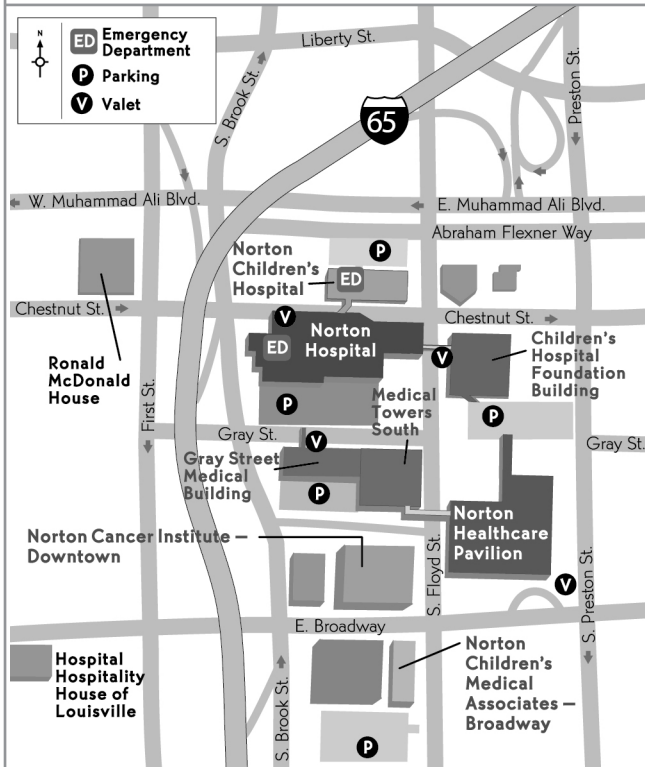 N
ED Emergency
Department
P Parking
V Valet
Liberty St.
S. Brook St.
65
S. Preston St.
W. Muhammad Ali Blvd.
E. Muhammad Ali Blvd.
Abraham Flexner Way
P
Norton
Children's
Hospital
ED
Chestnut St.
V
Chestnut St.
Norton
Hospital
ED
V
Children's
Hospital
Foundation
Building
Ronald
McDonald
House
First St.
P
Medical
Towers
South
P
Gray St.
V
Gray St.
Gray Street
Medical
Building
P
Norton
Healthcare
Pavilion
Norton Cancer Institute –
Downtown
S. Floyd St.
V
S. Preston St.
E. Broadway
Hospital
Hospitality
House of
Louisville
S. Brook St.
Norton
Children's
Medical
Associates –
Broadway
P